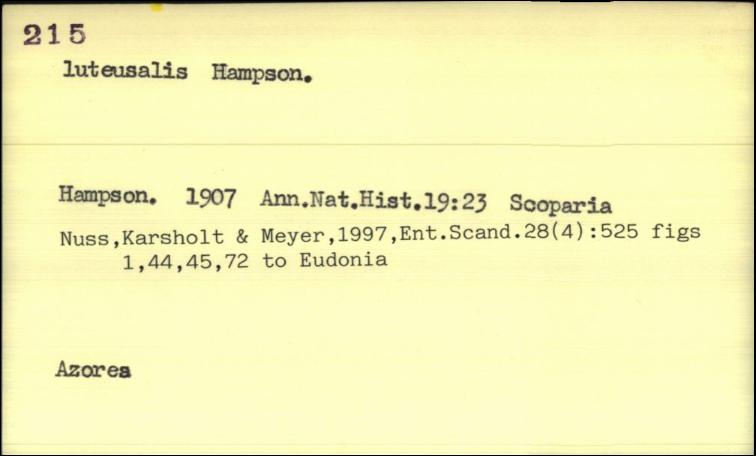 215
luteusalis Hampson.
Hampson. 1907 Ann.Nat.Hist.19:23 Scoparia
Nuss,Karsholt & Meyer,1997,Ent.Scand.28(4):525 figs
1,44,45,72 to Eudonia
Azores